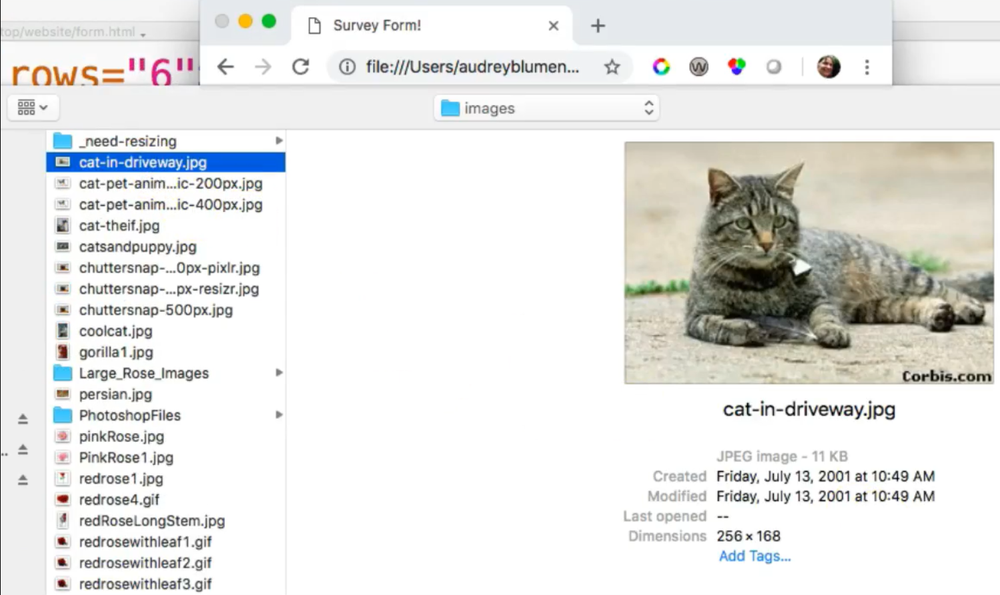 top/website/form.html
Survey Form!
rows="6"
file:///Users/audreyblumen...
images
_need-resizing
cat-in-driveway.jpg
cat-pet-anim...ic-200px.jpg
cat-pet-anim...ic-400px.jpg
cat-theif.jpg
catsandpuppy.jpg
chuttersnap-...0px-pixlr.jpg
chuttersnap-...px-resizr.jpg
chuttersnap-500px.jpg
coolcat.jpg
gorilla1.jpg
Large_Rose_Images
persian.jpg
PhotoshopFiles
pinkRose.jpg
PinkRose1.jpg
redrose1.jpg
redrose4.gif
redRoseLongStem.jpg
redrosewithleaf1.gif
redrosewithleaf2.gif
redrosewithleaf3.gif
Corbis.com
cat-in-driveway.jpg
JPEG image - 11 KB
Created Friday, July 13, 2001 at 10:49 AM
Modified Friday, July 13, 2001 at 10:49 AM
Last opened --
Dimensions 256 × 168
Add Tags...